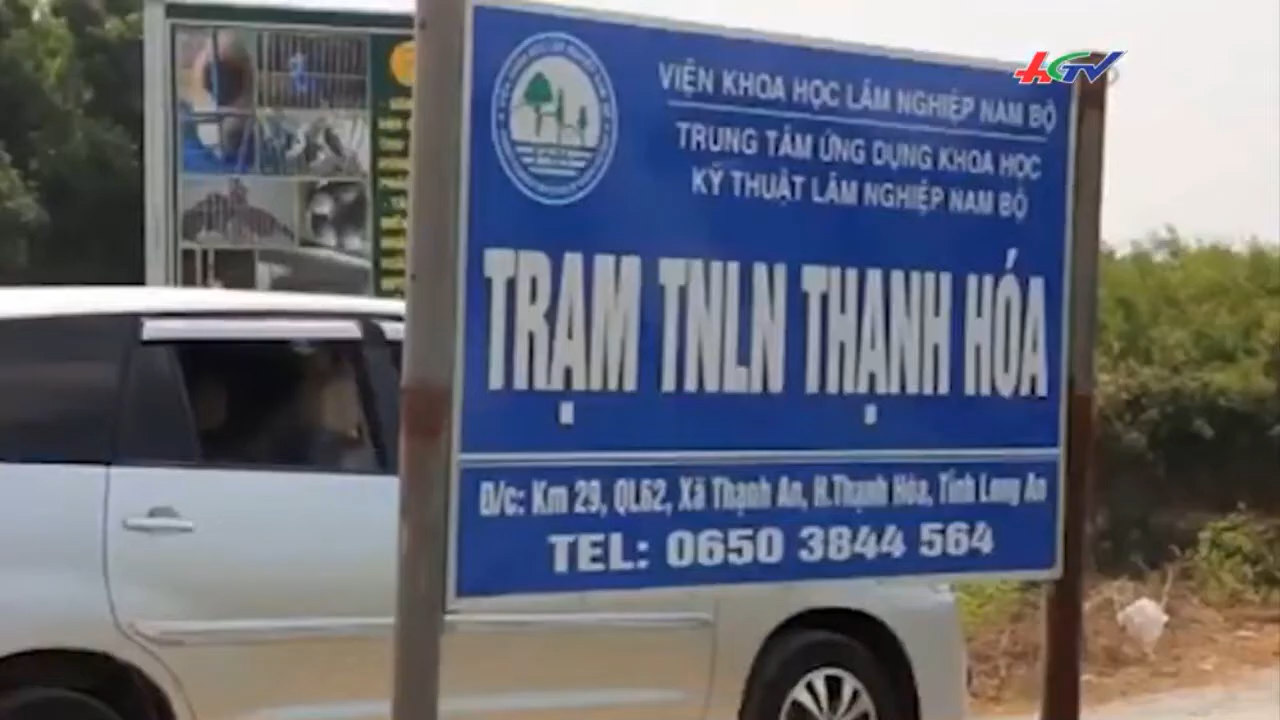 HGTV
VIỆN KHOA HỌC LÂM NGHIỆP NAM BỘ
TRUNG TÂM ỨNG DỤNG KHOA HỌC
KỸ THUẬT LÂM NGHIỆP NAM BỘ
TRẠM TNLN THẠNH HÓA
Đ/c: Km 29, QL62, Xã Thạnh An, H.Thạnh Hóa, Tỉnh Long An
TEL: 0650 3844 564